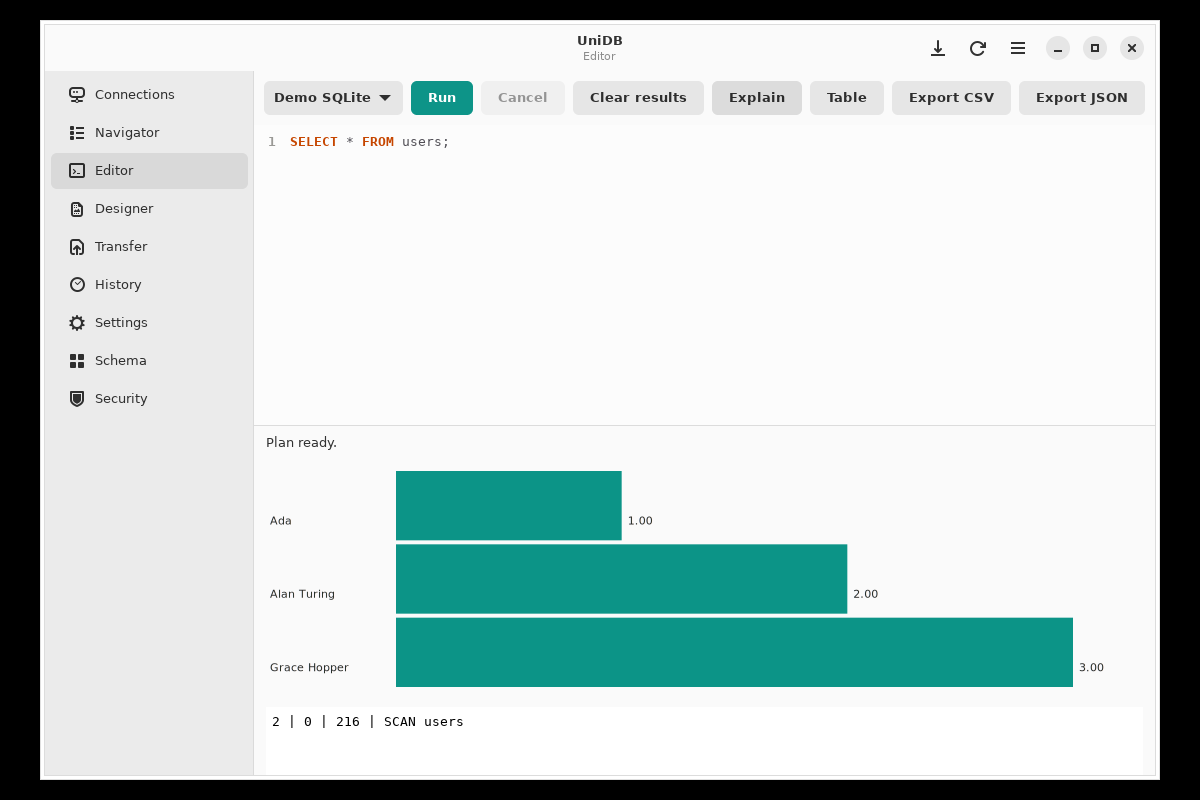 UniDB
Editor
Connections
Navigator
Editor
Designer
Transfer
History
Settings
Schema
Security
Demo SQLite Run Cancel Clear results Explain Table Export CSV Export JSON
1 SELECT * FROM users;
Plan ready.
Ada 1.00
Alan Turing 2.00
Grace Hopper 3.00
2 | 0 | 216 | SCAN users